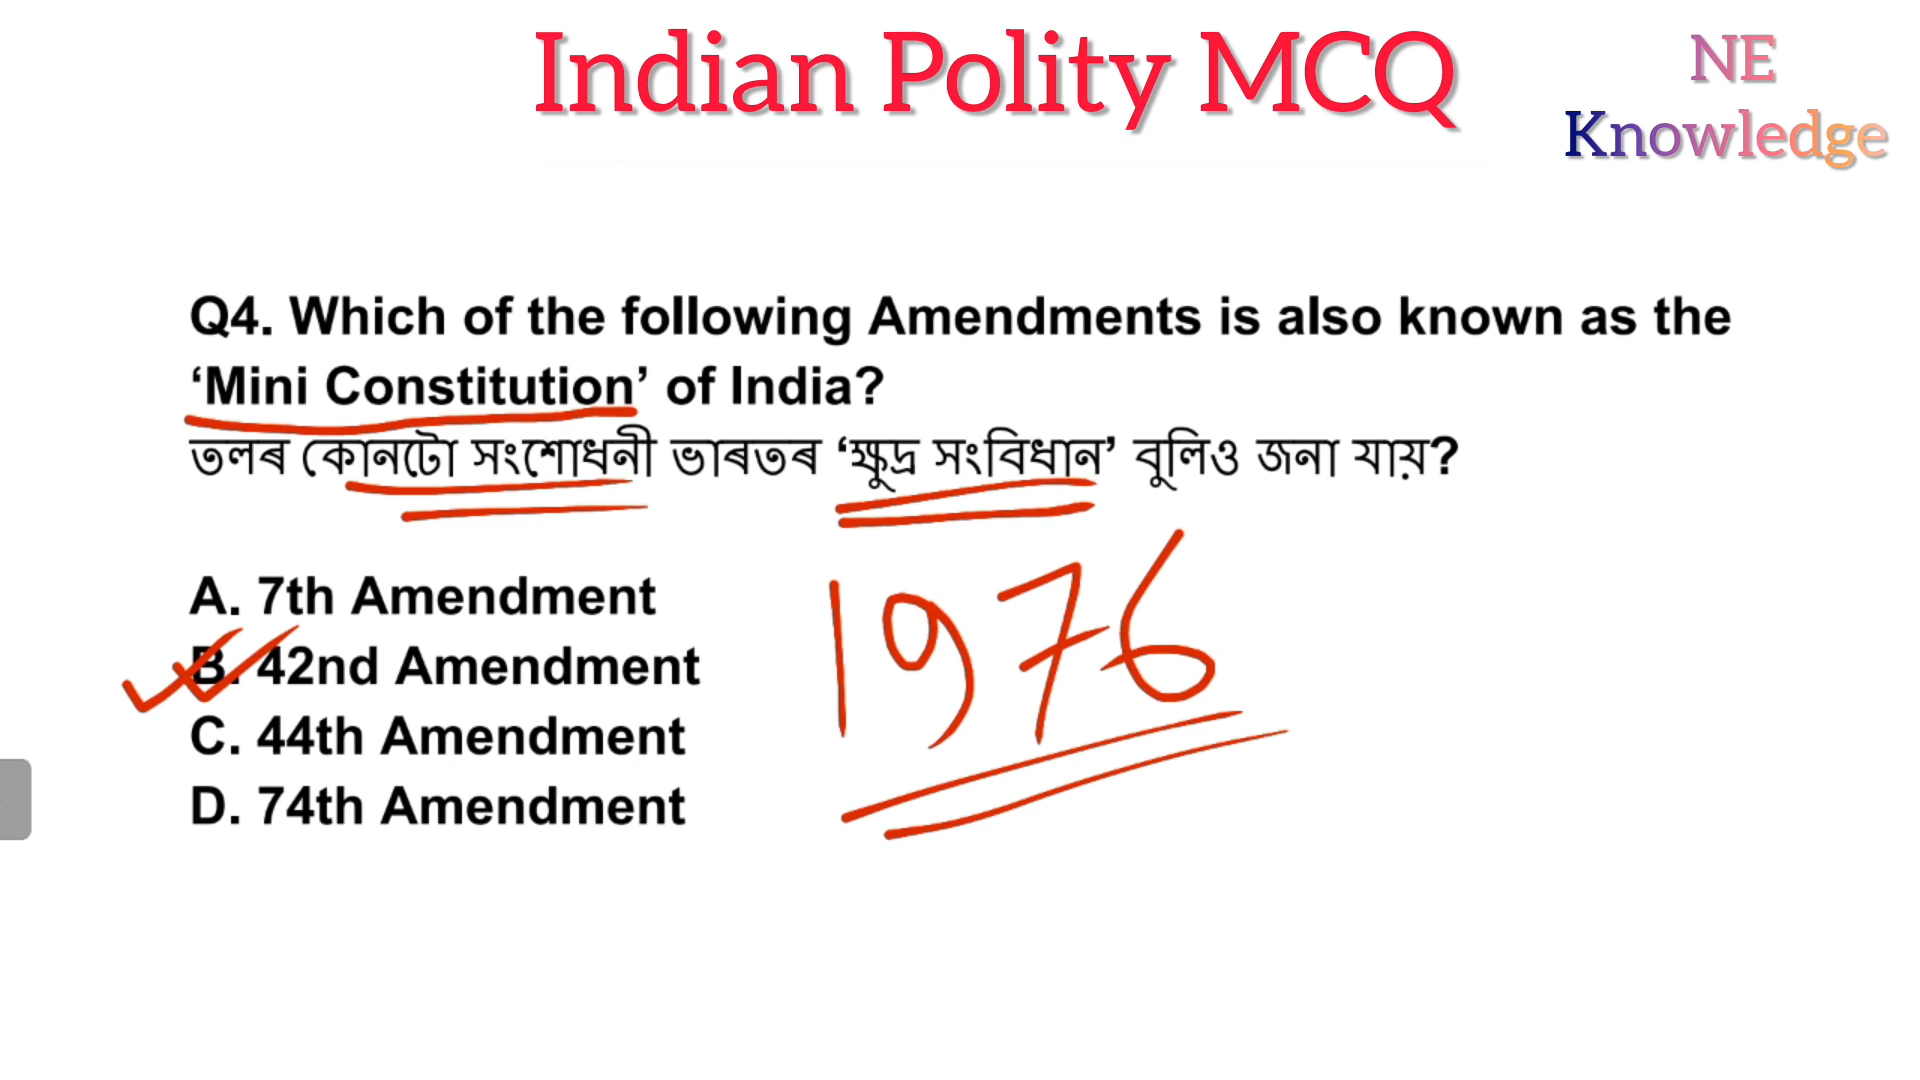 Indian Polity MCQ
NE
Knowledge
Q4. Which of the following Amendments is also known as the
‘Mini Constitution’ of India?
তলৰ কোনটো সংশোধনী ভাৰতৰ ‘ক্ষুদ্ৰ সংবিধান’ বুলিও জনা যায়?
A. 7th Amendment
B. 42nd Amendment
C. 44th Amendment
D. 74th Amendment
1976